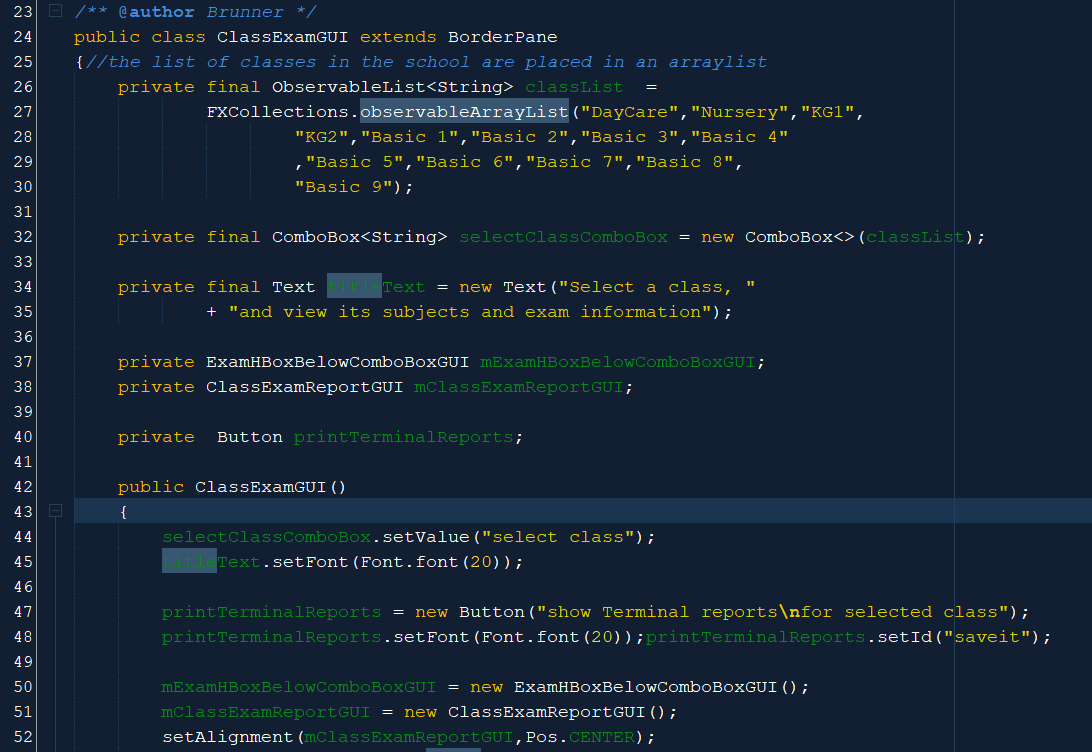 23 /** @author Brunner */
24 public class ClassExamGUI extends BorderPane
25 {//the list of classes in the school are placed in an arraylist
26 private final ObservableList<String> classList =
27 FXCollections.observableArrayList("DayCare","Nursery","KG1",
28 "KG2","Basic 1","Basic 2","Basic 3","Basic 4"
29 ,"Basic 5","Basic 6","Basic 7","Basic 8",
30 "Basic 9");
31
32 private final ComboBox<String> selectClassComboBox = new ComboBox<>(classList);
33
34 private final Text titleText = new Text("Select a class, "
35 + "and view its subjects and exam information");
36
37 private ExamHBoxBelowComboBoxGUI mExamHBoxBelowComboBoxGUI;
38 private ClassExamReportGUI mClassExamReportGUI;
39
40 private  Button printTerminalReports;
41
42 public ClassExamGUI()
43 {
44 selectClassComboBox.setValue("select class");
45 titleText.setFont(Font.font(20));
46
47 printTerminalReports = new Button("show Terminal reports\nfor selected class");
48 printTerminalReports.setFont(Font.font(20));printTerminalReports.setId("saveit");
49
50 mExamHBoxBelowComboBoxGUI = new ExamHBoxBelowComboBoxGUI();
51 mClassExamReportGUI = new ClassExamReportGUI();
52 setAlignment(mClassExamReportGUI,Pos.CENTER);